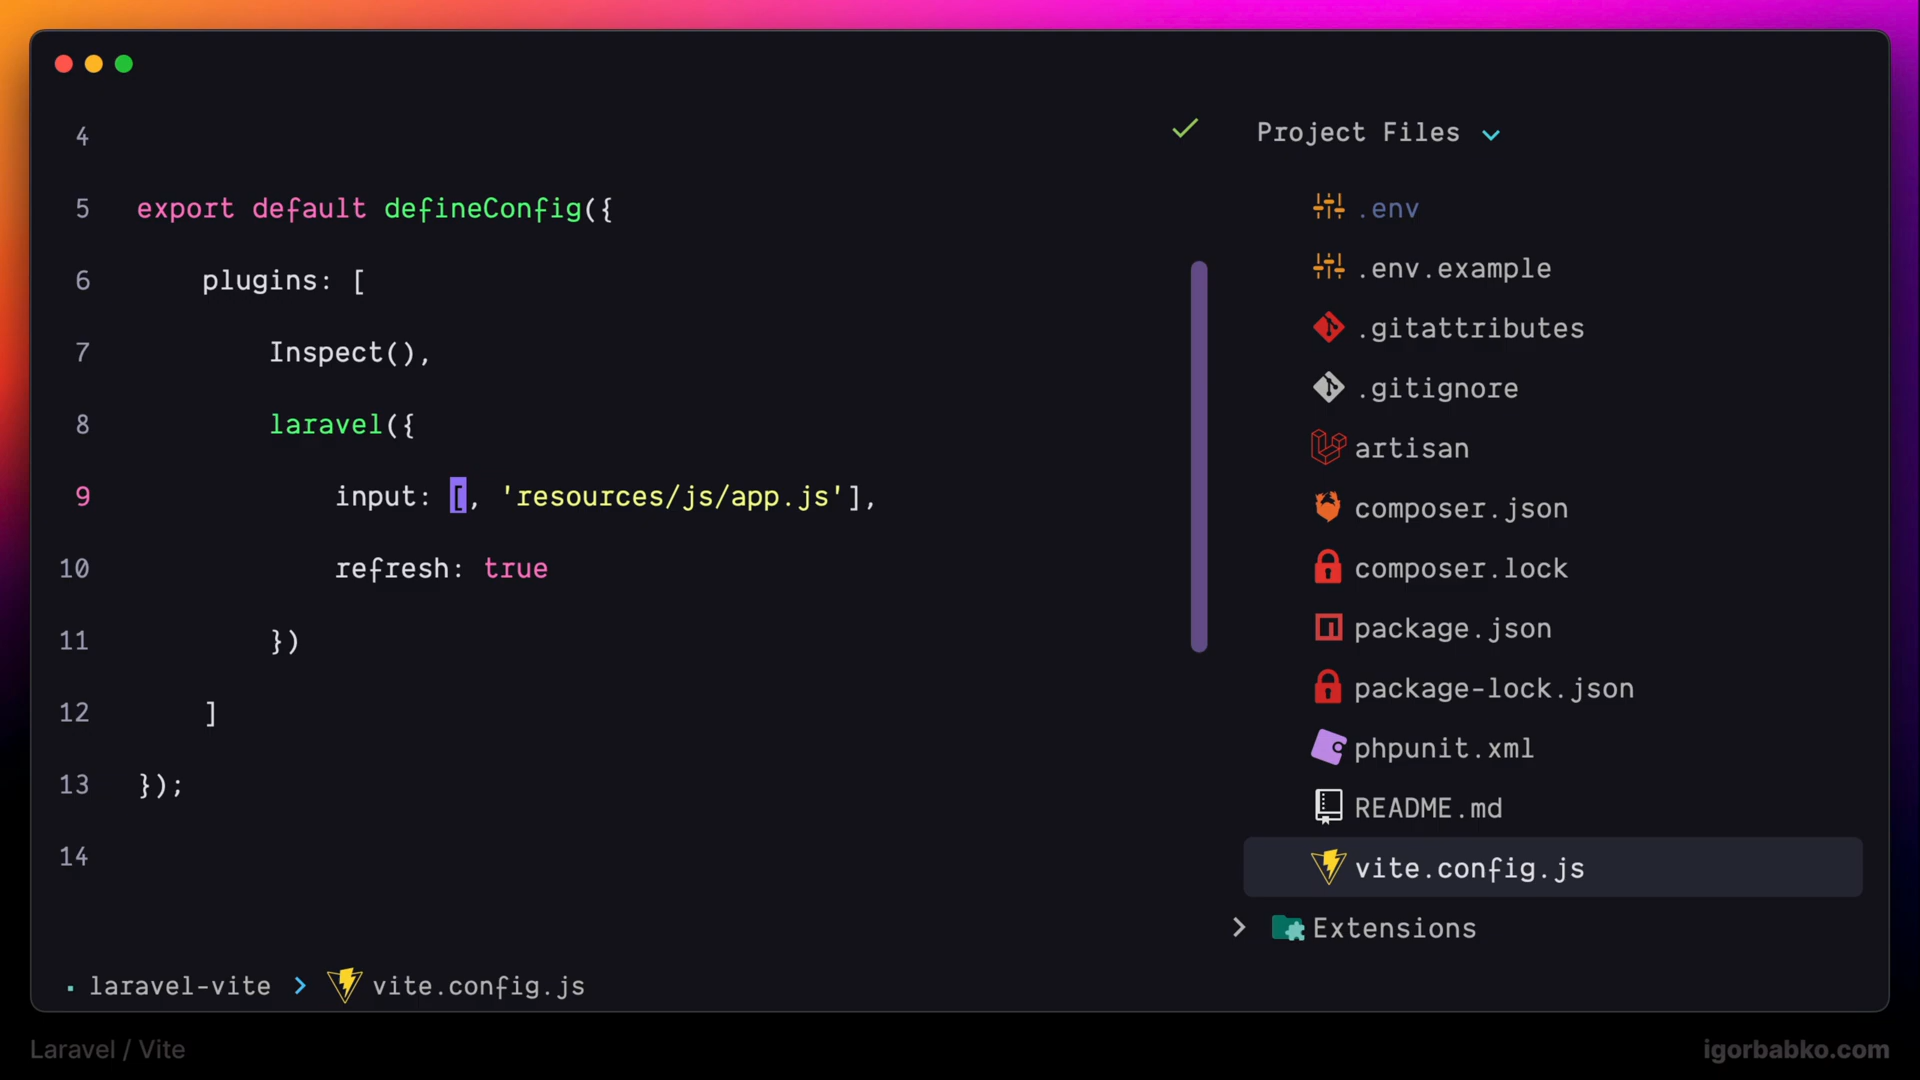 4
5 export default defineConfig({
6 plugins: [
7 Inspect(),
8 laravel({
9 input: [, 'resources/js/app.js'],
10 refresh: true
11 })
12 ]
13 });
14
Project Files
.env
.env.example
.gitattributes
.gitignore
artisan
composer.json
composer.lock
package.json
package-lock.json
phpunit.xml
README.md
vite.config.js
Extensions
laravel-vite > vite.config.js
Laravel / Vite
igorbabko.com